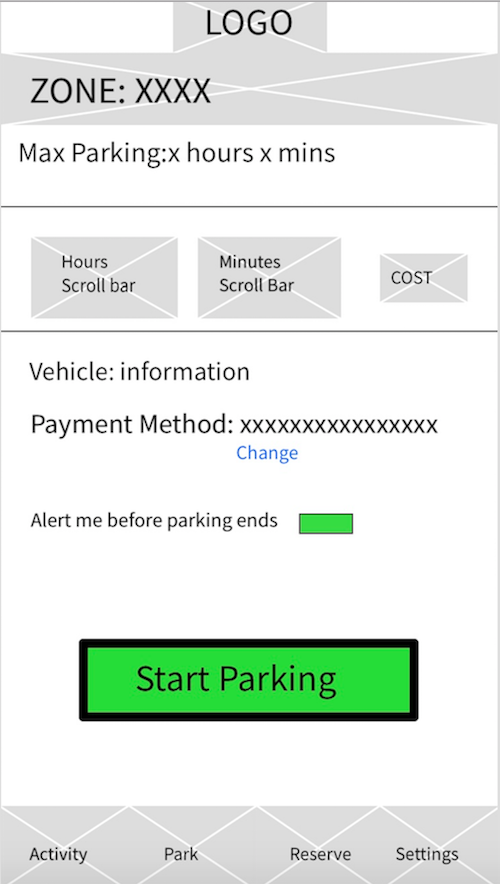 LOGO
ZONE: XXXX
Max Parking:x hours x mins
Hours
Scroll bar
Minutes
Scroll Bar
COST
Vehicle: information
Payment Method: xxxxxxxxxxxxxxxx
Change
Alert me before parking ends
Start Parking
Activity Park Reserve Settings